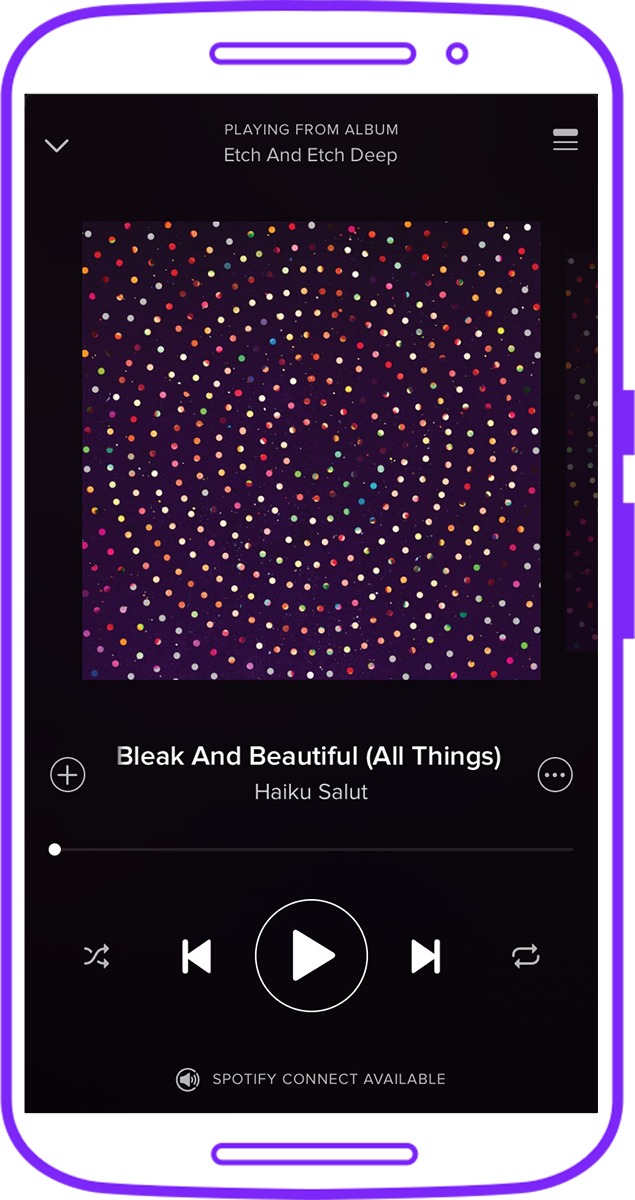 PLAYING FROM ALBUM
Etch And Etch Deep
Bleak And Beautiful (All Things)
Haiku Salut
SPOTIFY CONNECT AVAILABLE